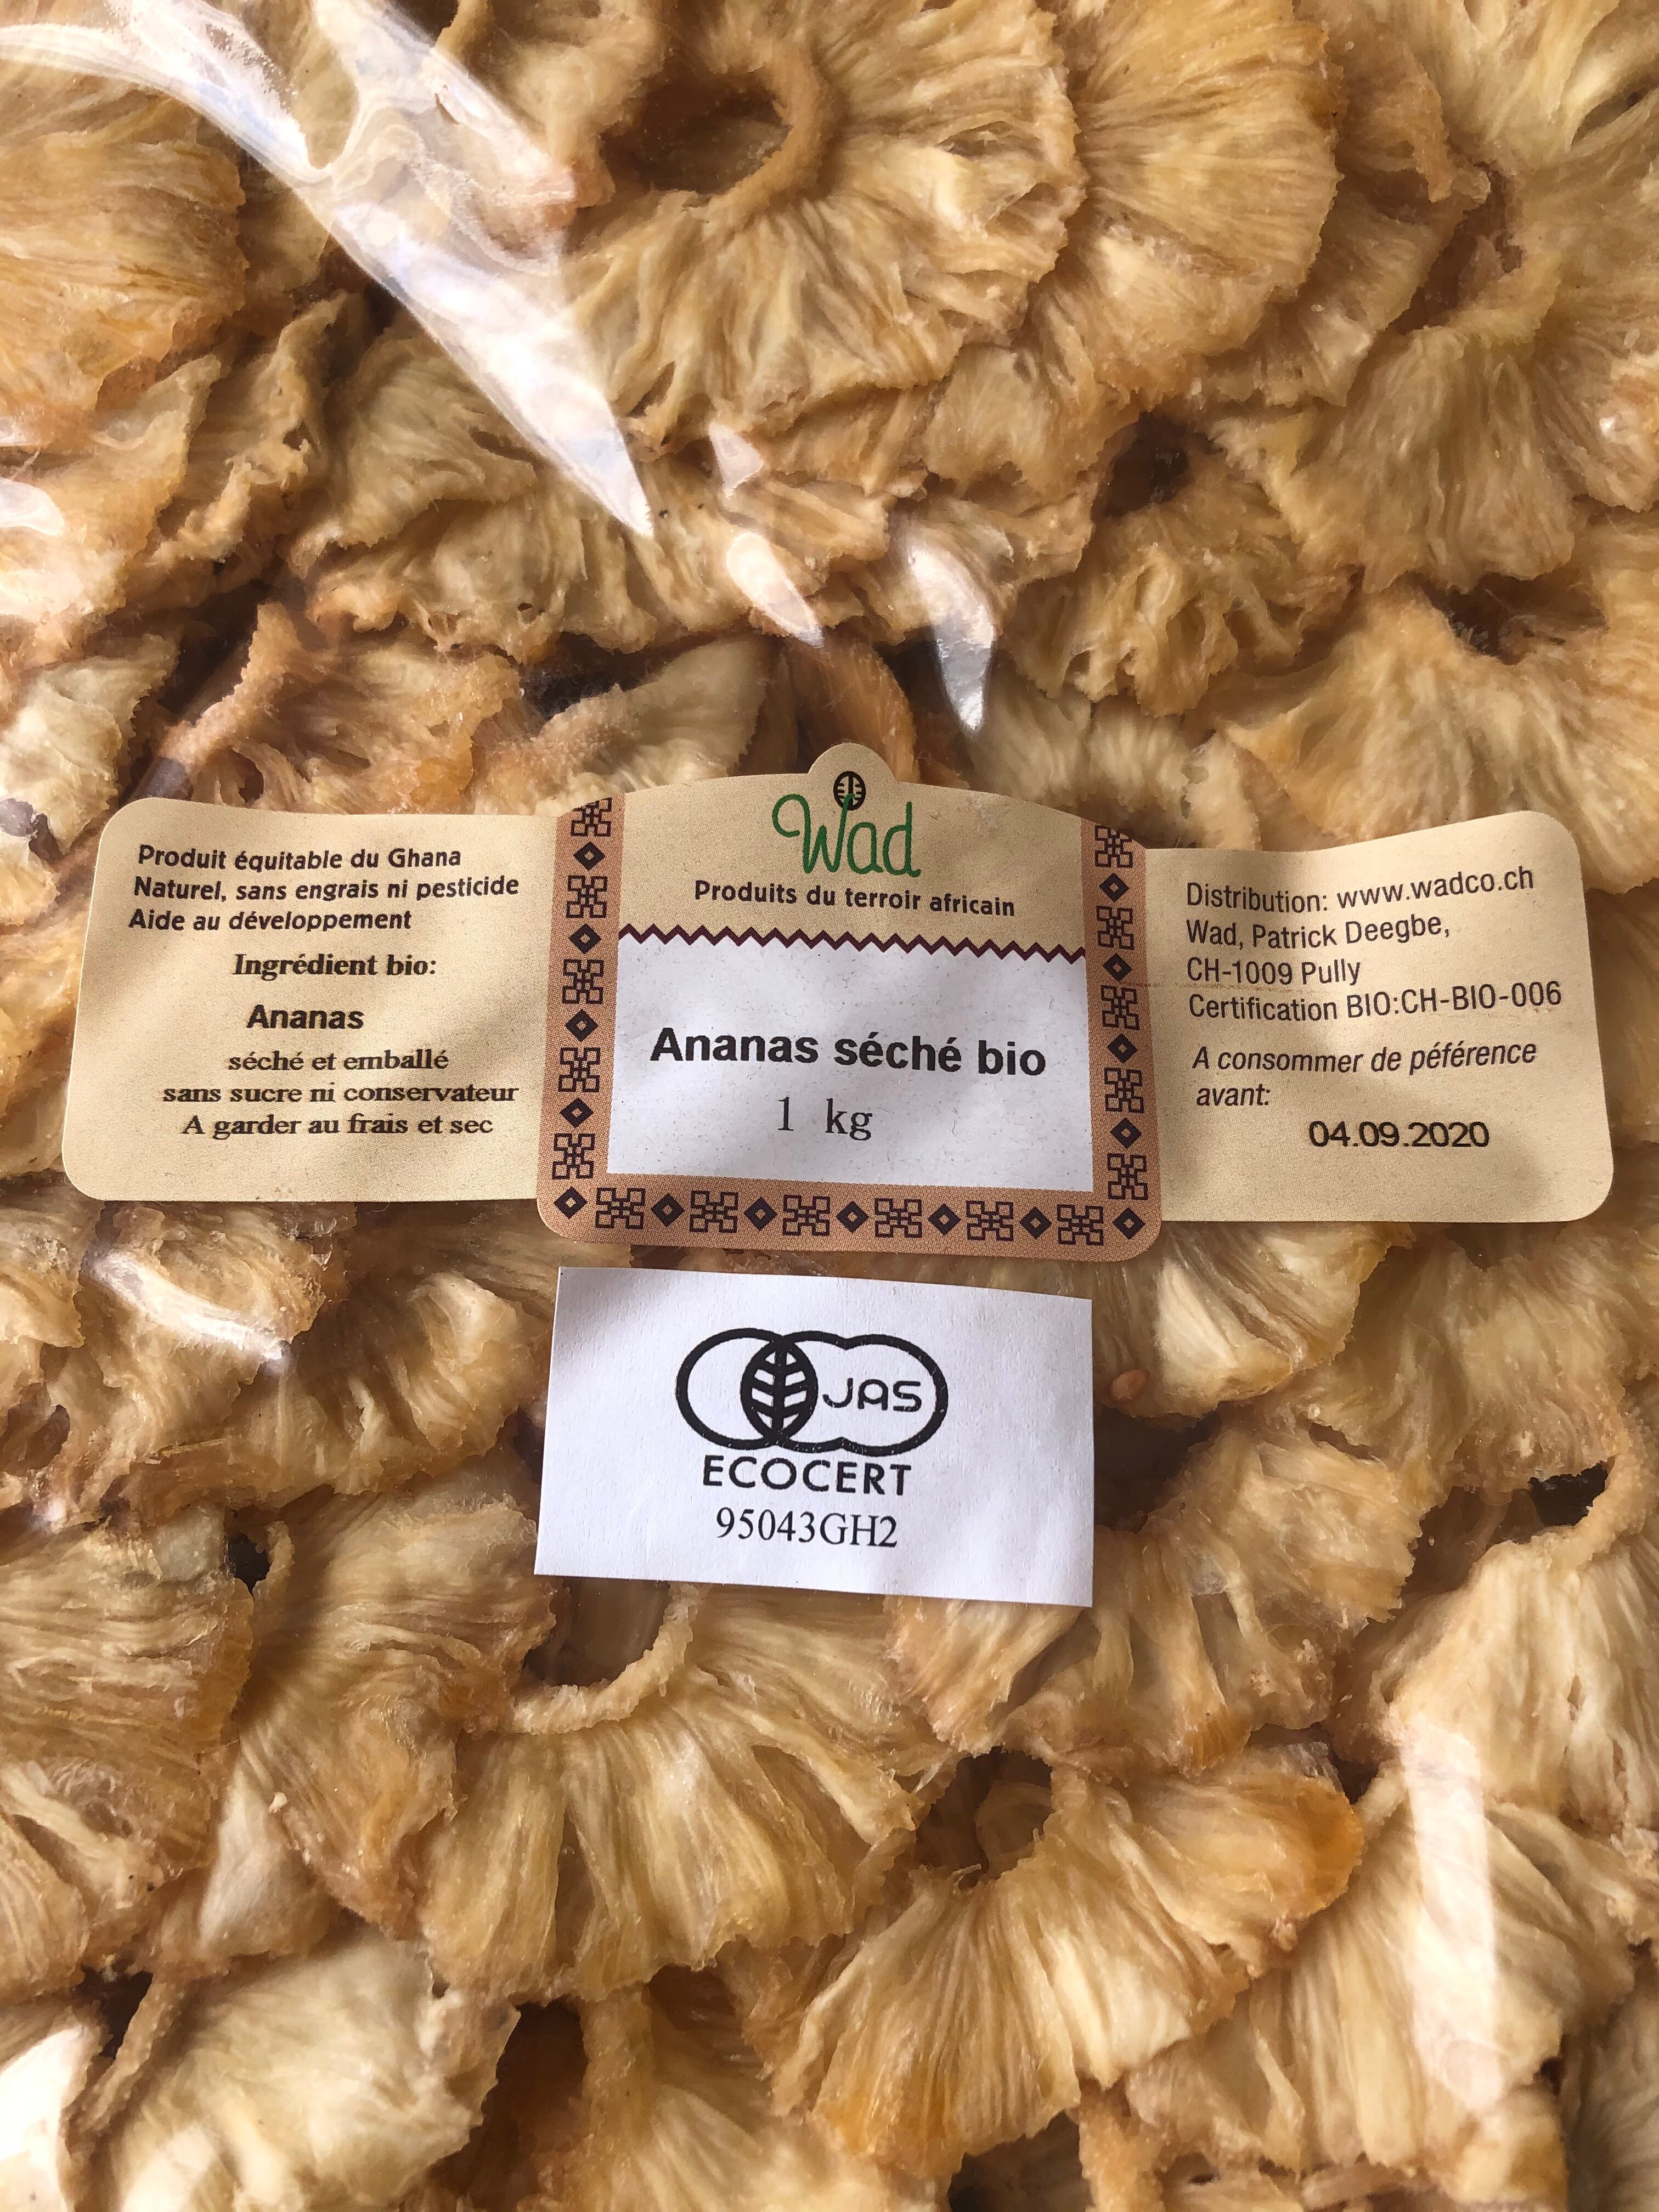 Produit équitable du Ghana
Naturel, sans engrais ni pesticide
Aide au développement
Ingrédient bio:
Ananas
séché et emballé
sans sucre ni conservateur
A garder au frais et sec
Wad
Produits du terroir africain
Ananas séché bio
1 kg
Distribution: www.wadco.ch
Wad, Patrick Deegbe,
CH-1009 Pully
Certification BIO:CH-BIO-006
A consommer de péférence
avant:
04.09.2020
JAS
ECOCERT
95043GH2